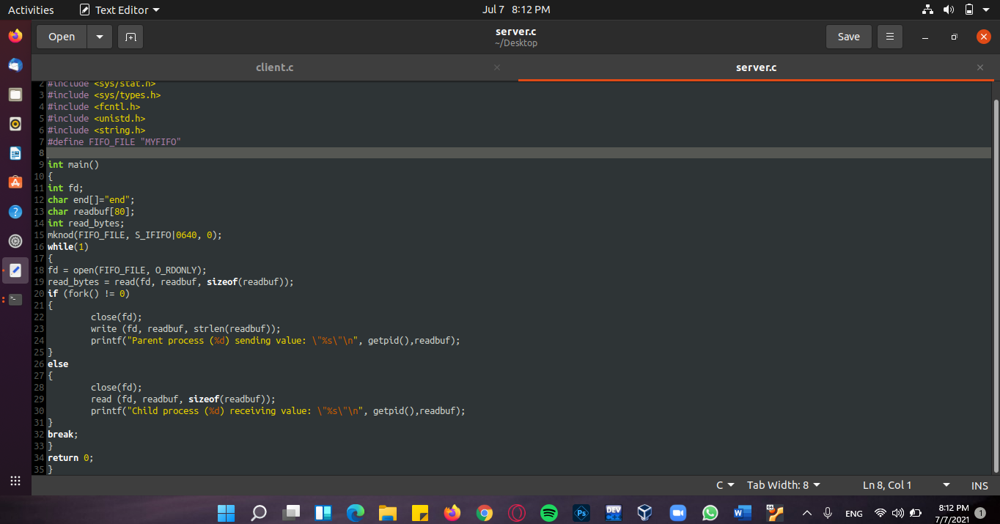 Activities Text Editor Jul 7 8:12 PM
Open server.c Save
~/Desktop
client.c server.c
2 #include <sys/stat.h>
3 #include <sys/types.h>
4 #include <fcntl.h>
5 #include <unistd.h>
6 #include <string.h>
7 #define FIFO_FILE "MYFIFO"
8
9 int main()
10 {
11 int fd;
12 char end[]="end";
13 char readbuf[80];
14 int read_bytes;
15 mknod(FIFO_FILE, S_IFIFO|0640, 0);
16 while(1)
17 {
18 fd = open(FIFO_FILE, O_RDONLY);
19 read_bytes = read(fd, readbuf, sizeof(readbuf));
20 if (fork() != 0)
21 {
22 close(fd);
23 write (fd, readbuf, strlen(readbuf));
24 printf("Parent process (%d) sending value: \"%s\"\n", getpid(),readbuf);
25 }
26 else
27 {
28 close(fd);
29 read (fd, readbuf, sizeof(readbuf));
30 printf("Child process (%d) receiving value: \"%s\"\n", getpid(),readbuf);
31 }
32 break;
33 }
34 return 0;
35 }
C Tab Width: 8 Ln 8, Col 1 INS
Ps DEV C++ W ENG 8:12 PM 1
7/7/2021